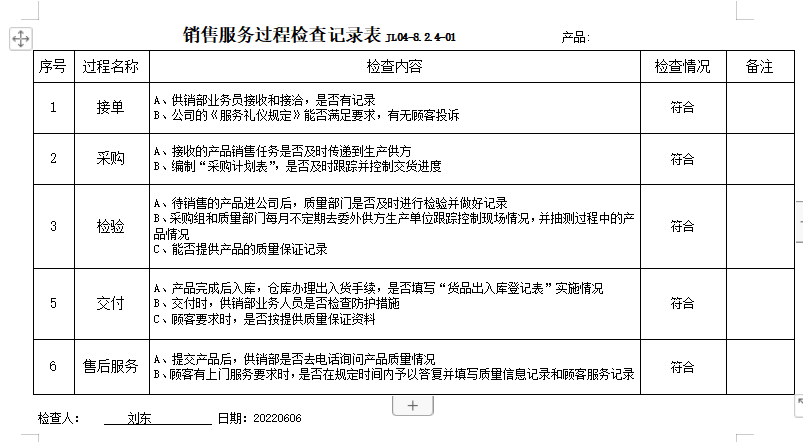 销售服务过程检查记录表 JL04-8.2.4-01 产品:
序号 过程名称 检查内容 检查情况 备注
1 接单 A、供销部业务员接收和接洽，是否有记录
B、公司的《服务礼仪规定》能否满足要求，有无顾客投诉 符合
2 采购 A、接收的产品销售任务是否及时传递到生产供方
B、编制“采购计划表”，是否及时跟踪并控制交货进度 符合
3 检验 A、待销售的产品进公司后，质量部门是否及时进行检验并做好记录
B、采购组和质量部门每月不定期去委外供方生产单位跟踪控制现场情况，并抽测过程中的产
品情况
C、能否提供产品的质量保证记录 符合
5 交付 A、产品完成后入库，仓库办理出入货手续，是否填写“货品出入库登记表”实施情况
B、交付时，供销部业务人员是否检查防护措施
C、顾客要求时，是否按提供质量保证资料 符合
6 售后服务 A、提交产品后，供销部是否去电话询问产品质量情况
B、顾客有上门服务要求时，是否在规定时间内予以答复并填写质量信息记录和顾客服务记录 符合
检查人： 刘东 日期：20220606